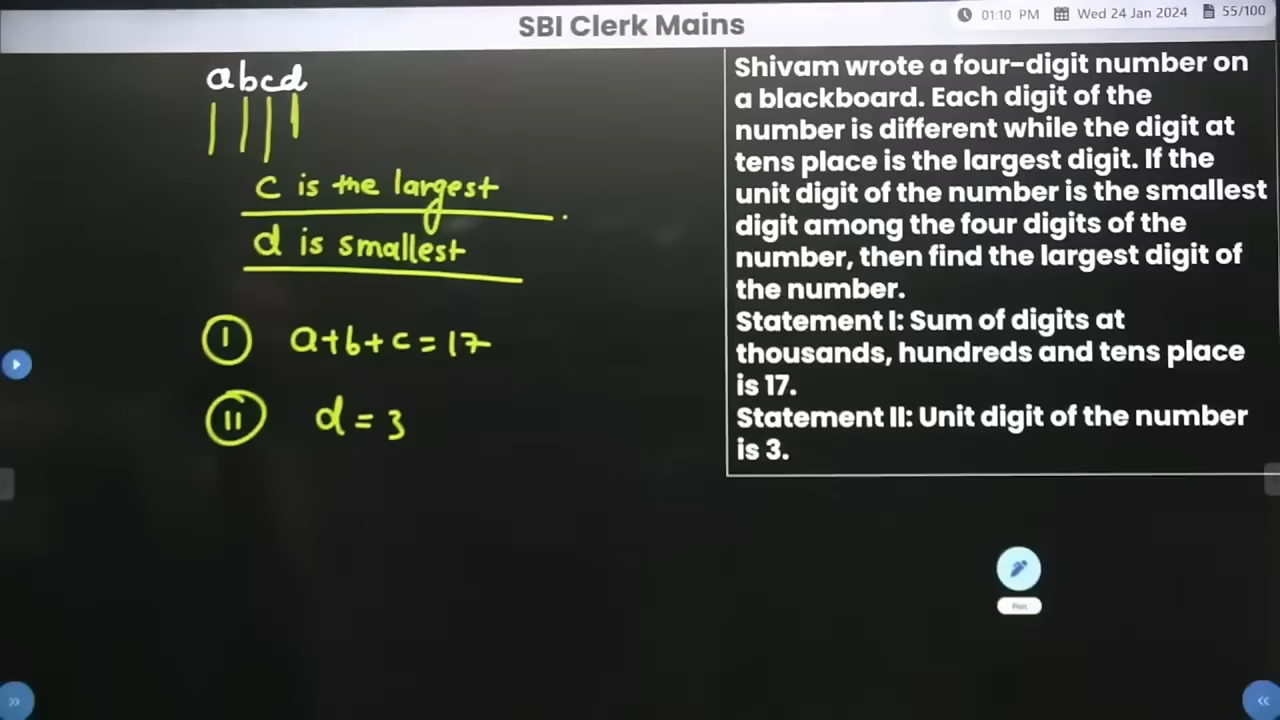 SBI Clerk Mains
01:10 PM Wed 24 Jan 2024 55/100
abcd
c is the largest
d is smallest
I a+b+c=17
II d=3
Shivam wrote a four-digit number on
a blackboard. Each digit of the
number is different while the digit at
tens place is the largest digit. If the
unit digit of the number is the smallest
digit among the four digits of the
number, then find the largest digit of
the number.
Statement I: Sum of digits at
thousands, hundreds and tens place
is 17.
Statement II: Unit digit of the number
is 3.
Pen